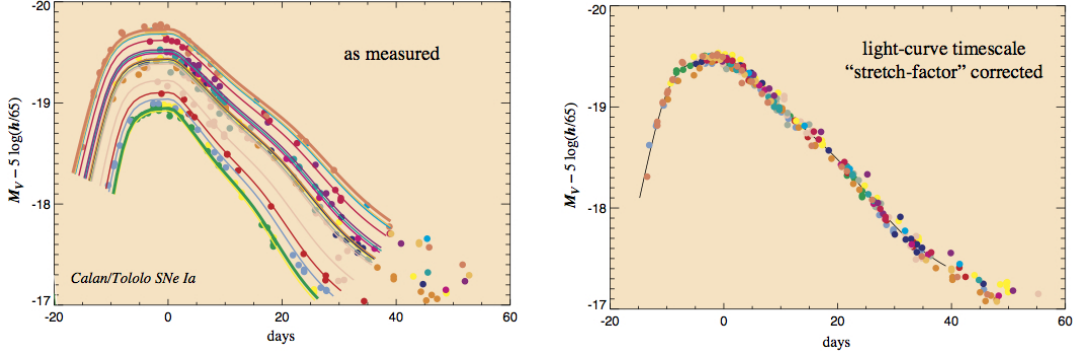 as measured
-20
-19
-18
-17
M_V − 5 log(h/65)
Calan/Tololo SNe Ia
-20
0
20
40
60
days
light-curve timescale
“stretch-factor” corrected
-20
-19
-18
-17
M_V − 5 log(h/65)
-20
0
20
40
60
days